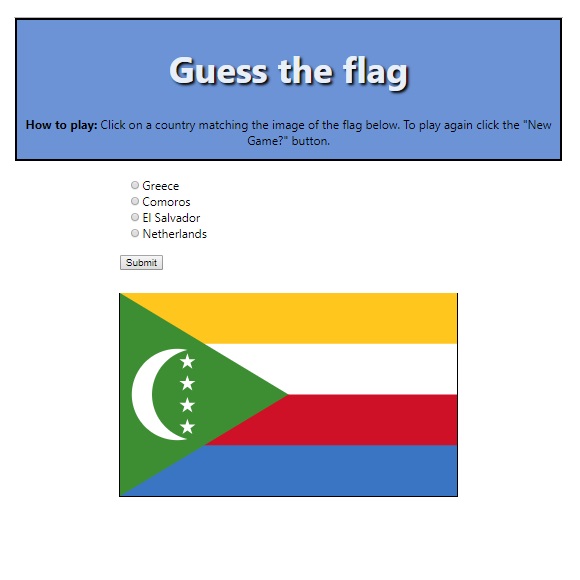 Guess the flag
How to play: Click on a country matching the image of the flag below. To play again click the "New
Game?" button.
Greece
Comoros
El Salvador
Netherlands
Submit